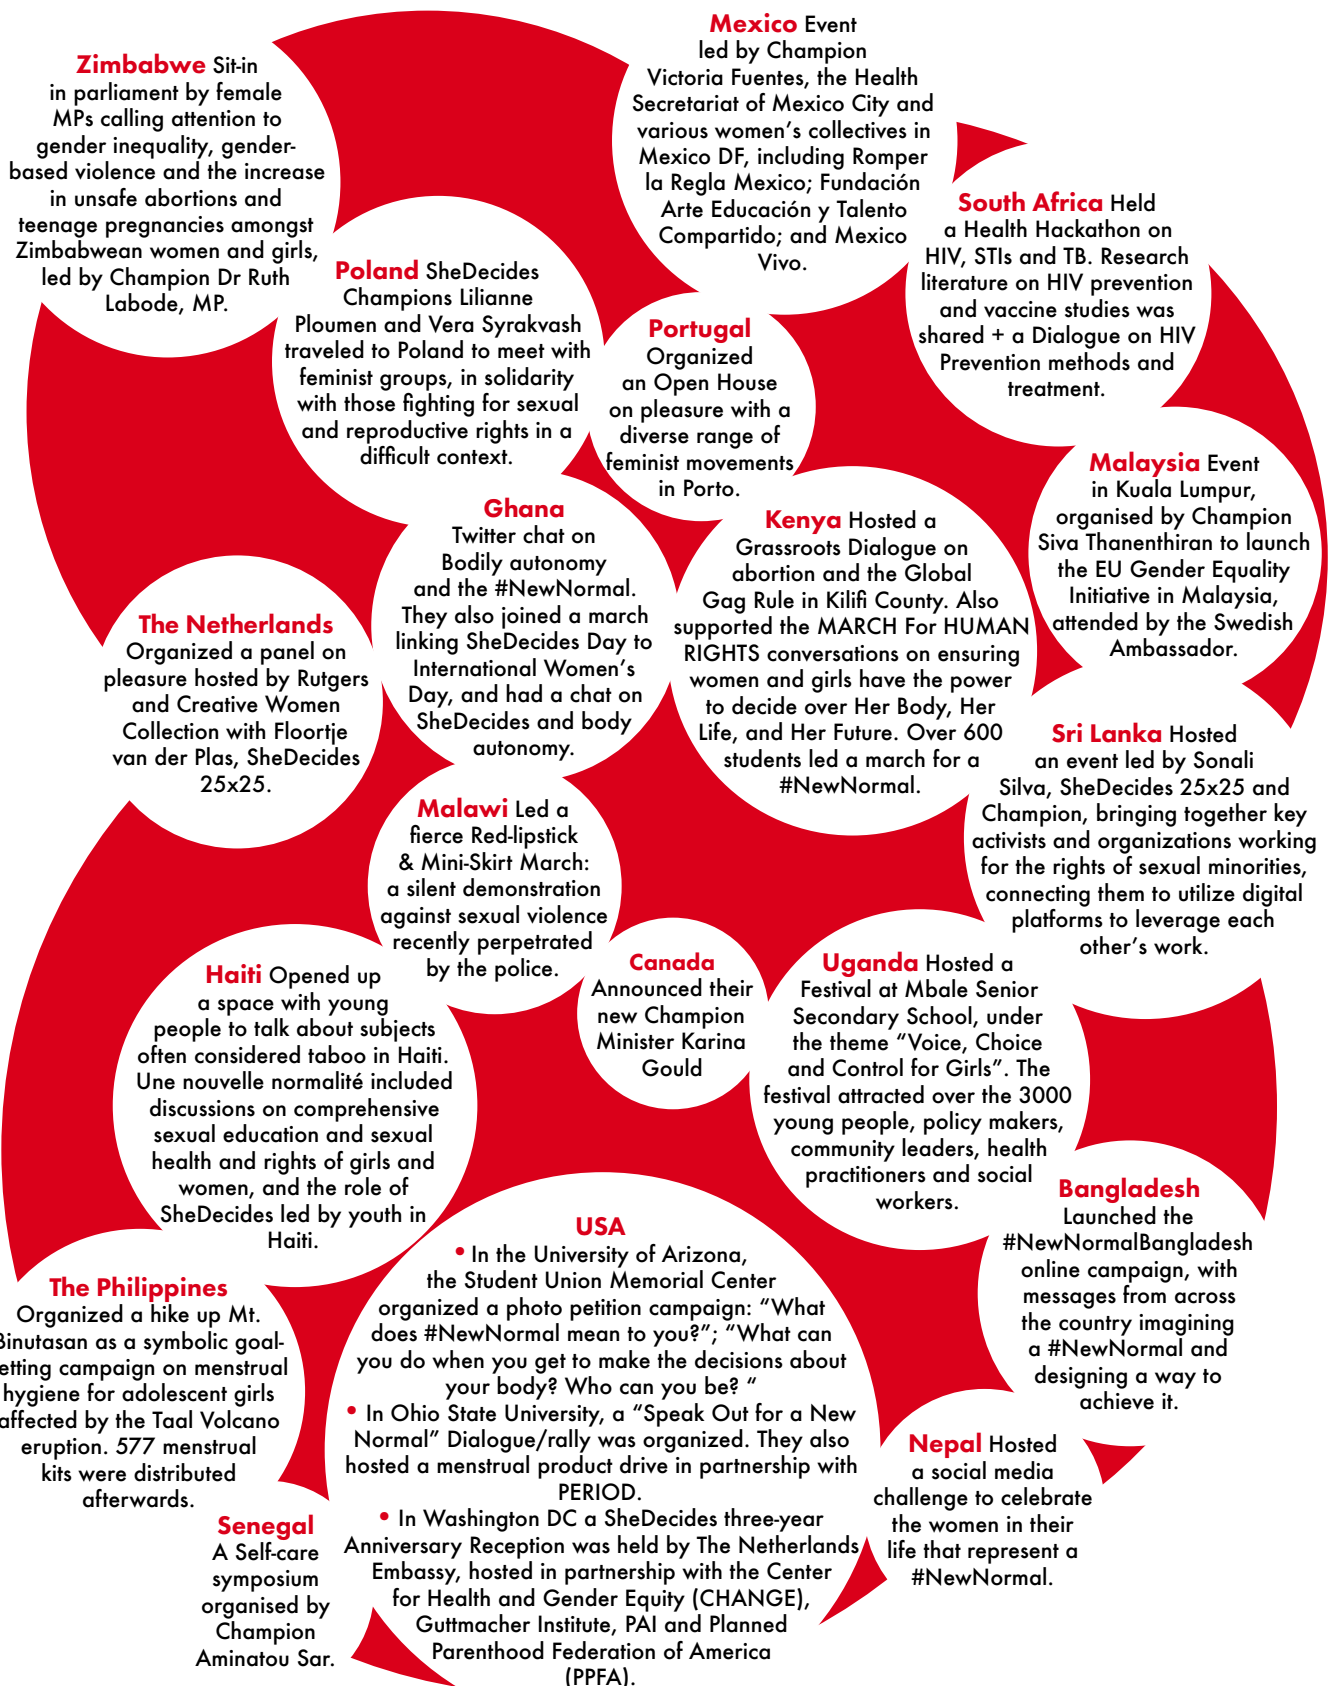 Zimbabwe Sit-in
in parliament by female
MPs calling attention to
gender inequality, gender-
based violence and the increase
in unsafe abortions and
teenage pregnancies amongst
Zimbabwean women and girls,
led by Champion Dr Ruth
Labode, MP.
Mexico Event
led by Champion
Victoria Fuentes, the Health
Secretariat of Mexico City and
various women's collectives in
Mexico DF, including Romper
la Regla Mexico; Fundación
Arte Educación y Talento
Compartido; and Mexico
Vivo.
South Africa Held
a Health Hackathon on
HIV, STIs and TB. Research
literature on HIV prevention
and vaccine studies was
shared + a Dialogue on HIV
Prevention methods and
treatment.
Poland SheDecides
Champions Lilianne
Ploumen and Vera Syrakvash
traveled to Poland to meet with
feminist groups, in solidarity
with those fighting for sexual
and reproductive rights in a
difficult context.
Portugal
Organized
an Open House
on pleasure with a
diverse range of
feminist movements
in Porto.
Malaysia Event
in Kuala Lumpur,
organised by Champion
Siva Thanenthiran to launch
the EU Gender Equality
Initiative in Malaysia,
attended by the Swedish
Ambassador.
Ghana
Twitter chat on
Bodily autonomy
and the #NewNormal.
They also joined a march
linking SheDecides Day to
International Women's
Day, and had a chat on
SheDecides and body
autonomy.
Kenya Hosted a
Grassroots Dialogue on
abortion and the Global
Gag Rule in Kilifi County. Also
supported the MARCH For HUMAN
RIGHTS conversations on ensuring
women and girls have the power
to decide over Her Body, Her
Life, and Her Future. Over 600
students led a march for a
#NewNormal.
The Netherlands
Organized a panel on
pleasure hosted by Rutgers
and Creative Women
Collection with Floortje
van der Plas, SheDecides
25x25.
Sri Lanka Hosted
an event led by Sonali
Silva, SheDecides 25x25 and
Champion, bringing together key
activists and organizations working
for the rights of sexual minorities,
connecting them to utilize digital
platforms to leverage each
other's work.
Malawi Led a
fierce Red-lipstick
& Mini-Skirt March:
a silent demonstration
against sexual violence
recently perpetrated
by the police.
Haiti Opened up
a space with young
people to talk about subjects
often considered taboo in Haiti.
Une nouvelle normalité included
discussions on comprehensive
sexual education and sexual
health and rights of girls and
women, and the role of
SheDecides led by youth in
Haiti.
Canada
Announced their
new Champion
Minister Karina
Gould
Uganda Hosted a
Festival at Mbale Senior
Secondary School, under
the theme "Voice, Choice
and Control for Girls". The
festival attracted over the 3000
young people, policy makers,
community leaders, health
practitioners and social
workers.
Bangladesh
Launched the
#NewNormalBangladesh
online campaign, with
messages from across
the country imagining
a #NewNormal and
designing a way to
achieve it.
USA
• In the University of Arizona,
the Student Union Memorial Center
organized a photo petition campaign: "What
does #NewNormal mean to you?"; "What can
you do when you get to make the decisions about
your body? Who can you be? "
• In Ohio State University, a "Speak Out for a New
Normal" Dialogue/rally was organized. They also
hosted a menstrual product drive in partnership with
PERIOD.
• In Washington DC a SheDecides three-year
Anniversary Reception was held by The Netherlands
Embassy, hosted in partnership with the Center
for Health and Gender Equity (CHANGE),
Guttmacher Institute, PAI and Planned
Parenthood Federation of America
(PPFA).
The Philippines
Organized a hike up Mt.
Binutasan as a symbolic goal-
etting campaign on menstrual
hygiene for adolescent girls
affected by the Taal Volcano
eruption. 577 menstrual
kits were distributed
afterwards.
Nepal Hosted
a social media
challenge to celebrate
the women in their
life that represent a
#NewNormal.
Senegal
A Self-care
symposium
organised by
Champion
Aminatou Sar.